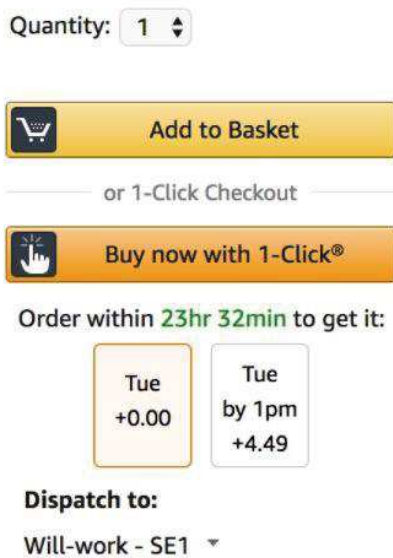 Quantity: 1
Add to Basket
or 1-Click Checkout
Buy now with 1-Click®
Order within 23hr 32min to get it:
Tue
+0.00
Tue
by 1pm
+4.49
Dispatch to:
Will-work - SE1